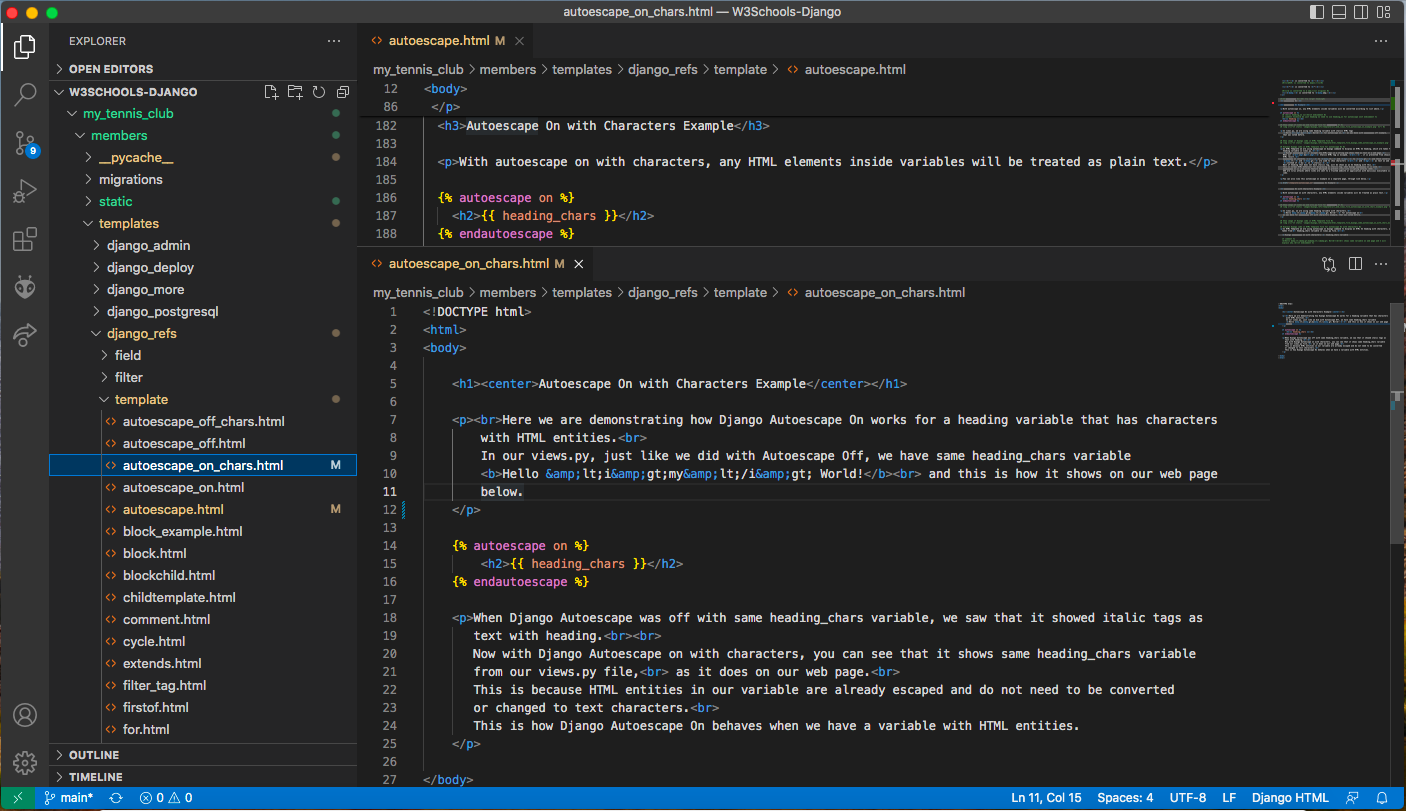 autoescape_on_chars.html — W3Schools-Django
EXPLORER
OPEN EDITORS
W3SCHOOLS-DJANGO
my_tennis_club
members
__pycache__
migrations
static
templates
django_admin
django_deploy
django_more
django_postgresql
django_refs
field
filter
template
autoescape_off_chars.html
autoescape_off.html
autoescape_on_chars.html M
autoescape_on.html
autoescape.html M
block_example.html
block.html
blockchild.html
childtemplate.html
comment.html
cycle.html
extends.html
filter_tag.html
firstof.html
for.html
OUTLINE
TIMELINE
9
autoescape.html M
my_tennis_club > members > templates > django_refs > template > autoescape.html
12 <body>
86 </p>
182 <h3>Autoescape On with Characters Example</h3>
183
184 <p>With autoescape on with characters, any HTML elements inside variables will be treated as plain text.</p>
185
186 {% autoescape on %}
187 <h2>{{ heading_chars }}</h2>
188 {% endautoescape %}
autoescape_on_chars.html M
my_tennis_club > members > templates > django_refs > template > autoescape_on_chars.html
1 <!DOCTYPE html>
2 <html>
3 <body>
4
5 <h1><center>Autoescape On with Characters Example</center></h1>
6
7 <p><br>Here we are demonstrating how Django Autoescape On works for a heading variable that has characters
8 with HTML entities.<br>
9 In our views.py, just like we did with Autoescape Off, we have same heading_chars variable
10 <b>Hello &amp;lt;i&amp;gt;my&amp;lt;/i&amp;gt; World!</b><br> and this is how it shows on our web page
11 below.
12 </p>
13
14 {% autoescape on %}
15 <h2>{{ heading_chars }}</h2>
16 {% endautoescape %}
17
18 <p>When Django Autoescape was off with same heading_chars variable, we saw that it showed italic tags as
19 text with heading.<br><br>
20 Now with Django Autoescape on with characters, you can see that it shows same heading_chars variable
21 from our views.py file,<br> as it does on our web page.<br>
22 This is because HTML entities in our variable are already escaped and do not need to be converted
23 or changed to text characters.<br>
24 This is how Django Autoescape On behaves when we have a variable with HTML entities.
25 </p>
26
27 </body>
main* 0 0 Ln 11, Col 15 Spaces: 4 UTF-8 LF Django HTML